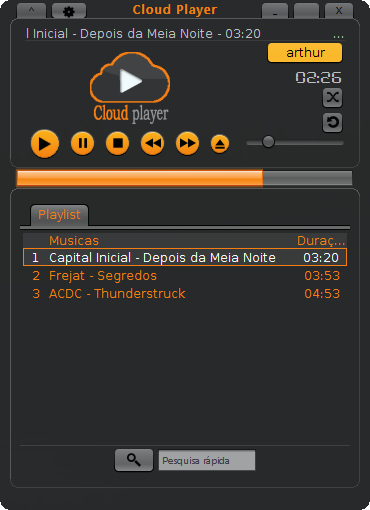 Cloud Player
X
l Inicial - Depois da Meia Noite - 03:20 ...
arthur
02:26
Cloud player
Playlist
Musicas Duraç...
1 Capital Inicial - Depois da Meia Noite 03:20
2 Frejat - Segredos 03:53
3 ACDC - Thunderstruck 04:53
Pesquisa rápida